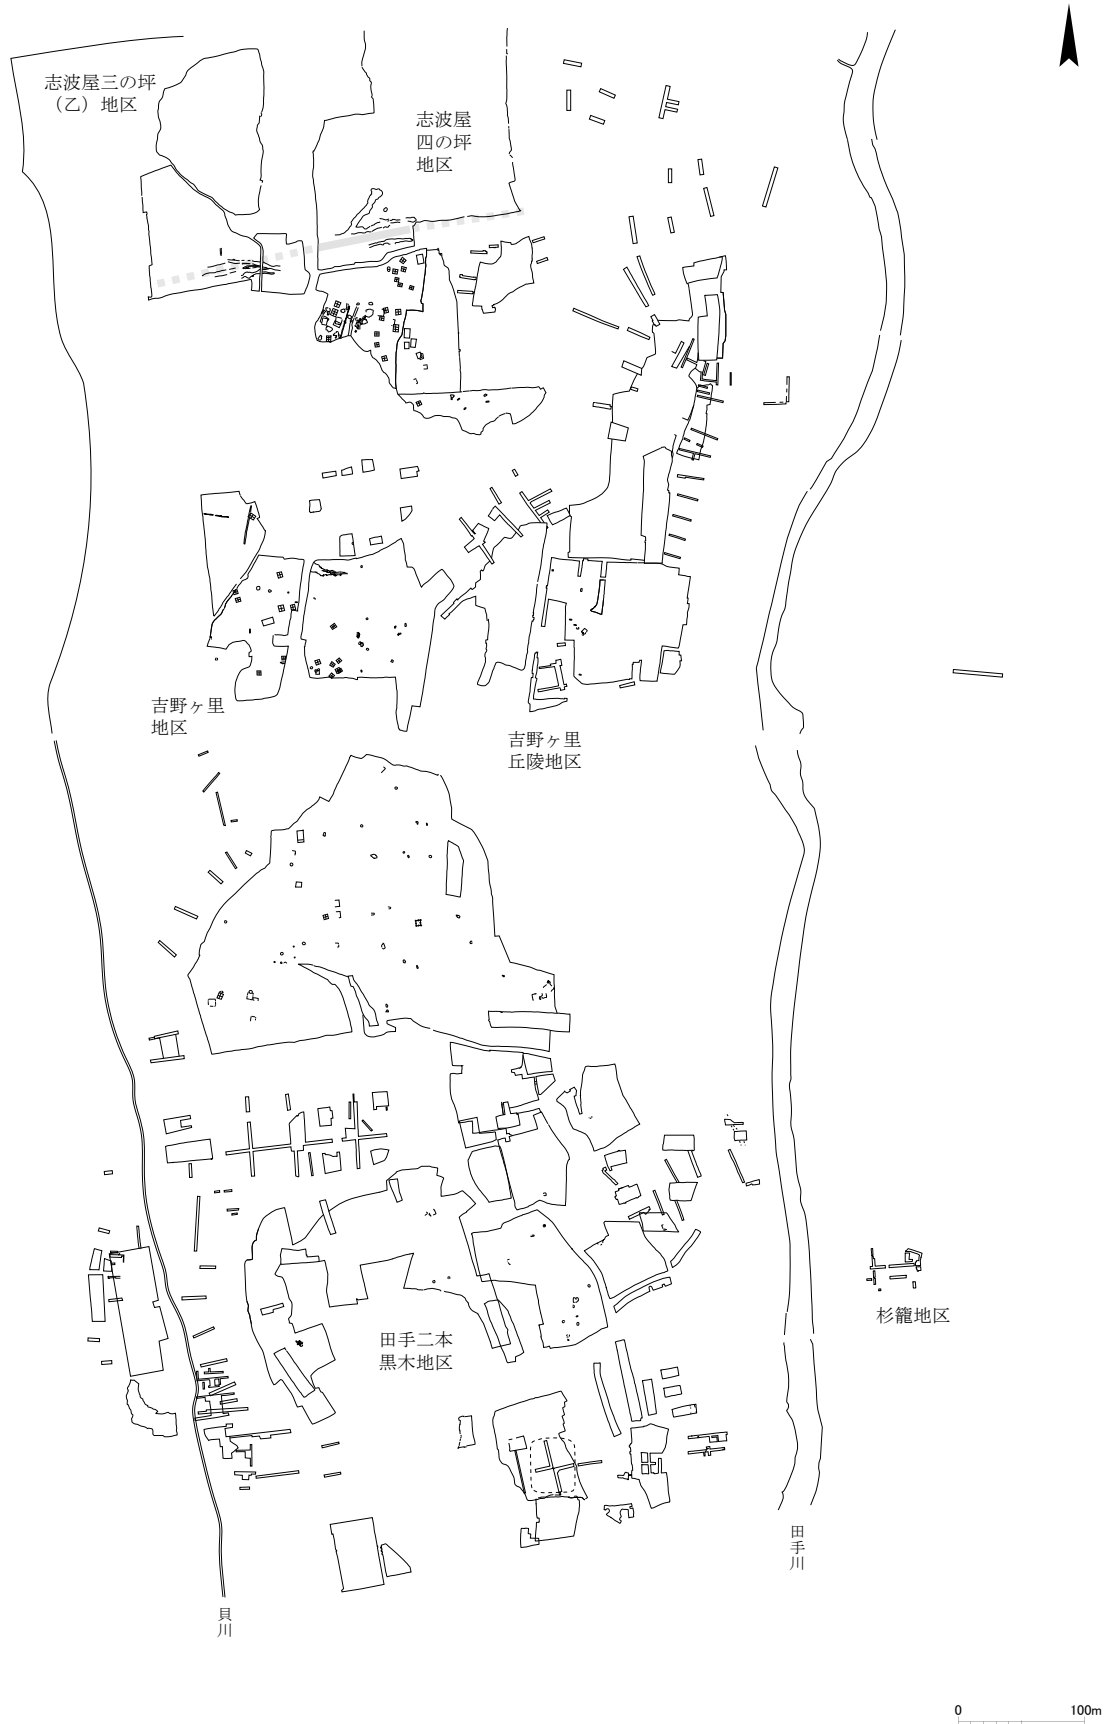 志波屋三の坪
（乙）地区
志波屋
四の坪
地区
吉野ヶ里
地区
吉野ヶ里
丘陵地区
杉籠地区
田手二本
黒木地区
田手川
貝川
0 100m